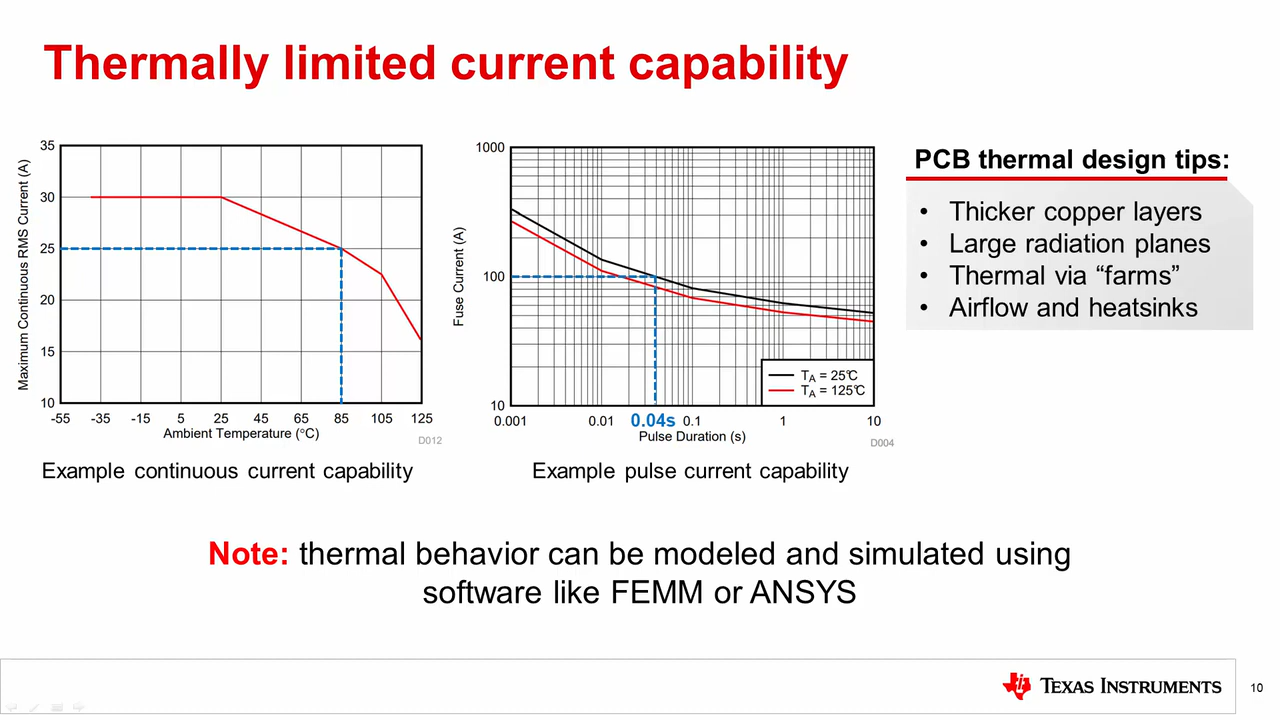 Thermally limited current capability
Maximum Continuous RMS Current (A)
35
30
25
20
15
10
-55 -35 -15 5 25 45 65 85 105 125
Ambient Temperature (°C)
D012
Example continuous current capability
Fuse Current (A)
1000
100
10
0.001 0.01 0.04s 0.1 1 10
Pulse Duration (s)
D004
TA = 25°C
TA = 125°C
Example pulse current capability
PCB thermal design tips:
• Thicker copper layers
• Large radiation planes
• Thermal via “farms”
• Airflow and heatsinks
Note: thermal behavior can be modeled and simulated using
software like FEMM or ANSYS
TEXAS INSTRUMENTS
10